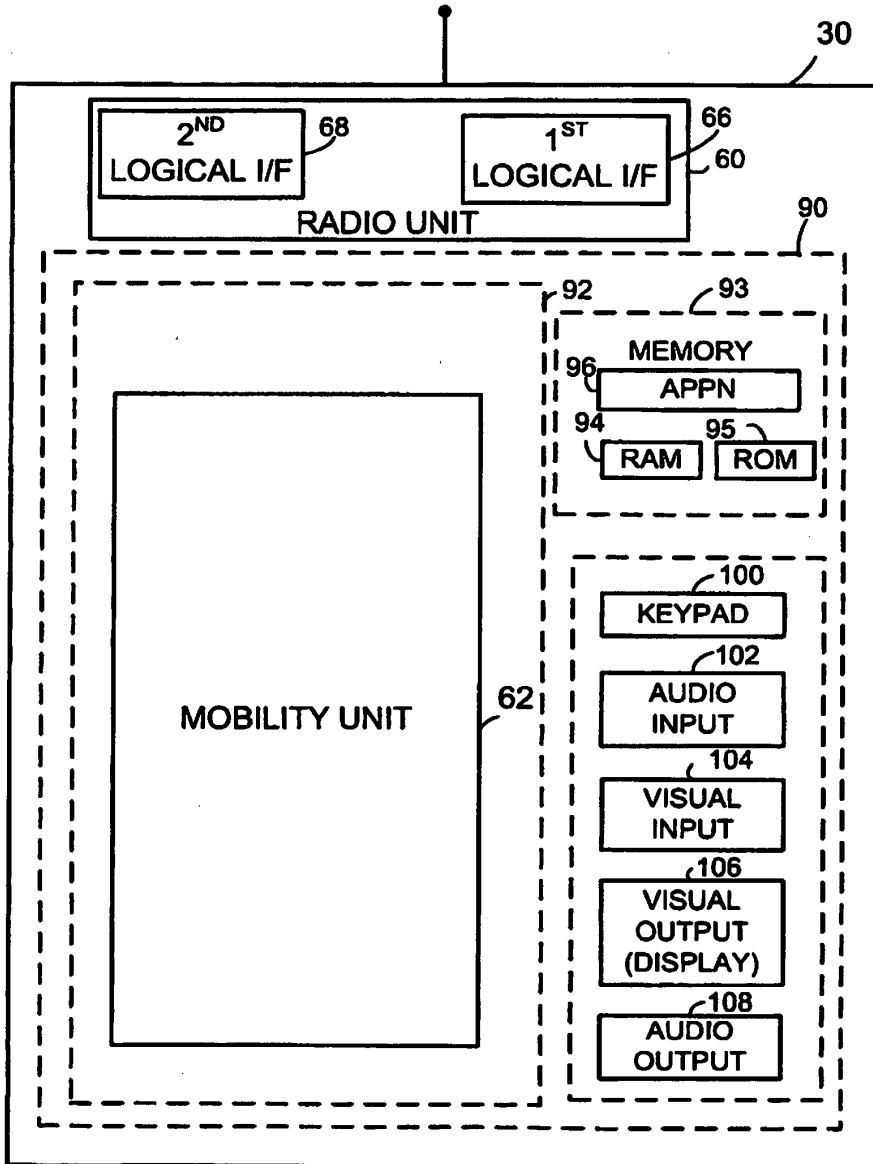 30
2ND
LOGICAL I/F
68
1ST
LOGICAL I/F
66
60
RADIO UNIT
90
92
93
MEMORY
96
APPN
94
RAM
95
ROM
MOBILITY UNIT
62
100
KEYPAD
102
AUDIO
INPUT
104
VISUAL
INPUT
106
VISUAL
OUTPUT
(DISPLAY)
108
AUDIO
OUTPUT